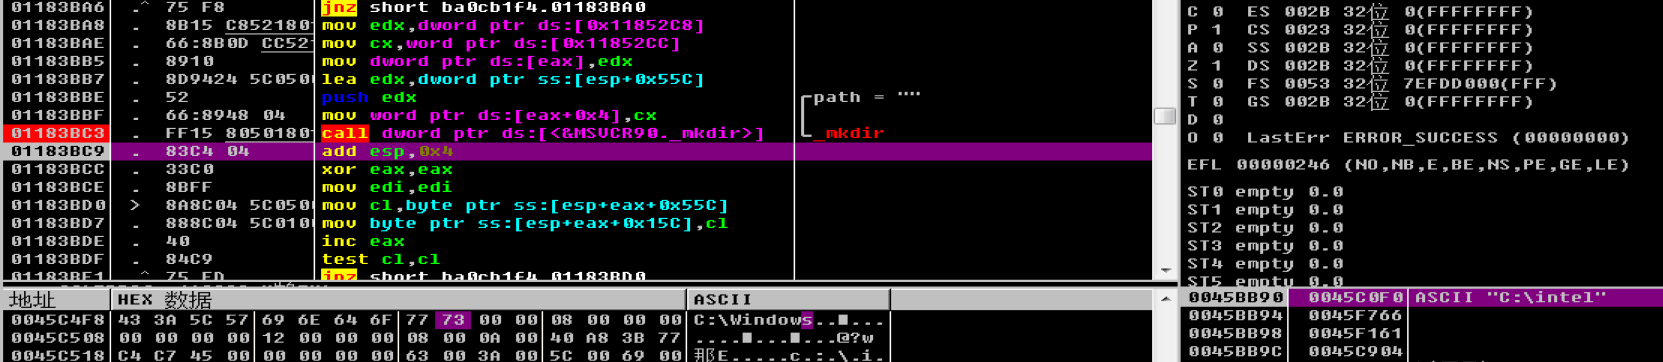 01183BA6 .^ 75 F8 jnz short ba0cb1f4.01183BA0
01183BA8 . 8B15 C8521801 mov edx,dword ptr ds:[0x11852C8]
01183BAE . 66:8B0D CC52 mov cx,word ptr ds:[0x11852CC]
01183BB5 . 8910 mov dword ptr ds:[eax],edx
01183BB7 . 8D9424 5C050 lea edx,dword ptr ss:[esp+0x55C]
01183BBE . 52 push edx path = ""
01183BBF . 66:8948 04 mov word ptr ds:[eax+0x4],cx
01183BC3 . FF15 80501801 call dword ptr ds:[<&MSVCR90._mkdir>] _mkdir
01183BC9 . 83C4 04 add esp,0x4
01183BCC . 33C0 xor eax,eax
01183BCE . 8BFF mov edi,edi
01183BD0 > 8A8C04 5C050 mov cl,byte ptr ss:[esp+eax+0x55C]
01183BD7 . 888C04 5C010 mov byte ptr ss:[esp+eax+0x15C],cl
01183BDE . 40 inc eax
01183BDF . 84C9 test cl,cl
01183BE1 .^ 75 ED jnz short ba0cb1f4.01183BD0
C 0 ES 002B 32位 0(FFFFFFFF)
P 1 CS 0023 32位 0(FFFFFFFF)
A 0 SS 002B 32位 0(FFFFFFFF)
Z 1 DS 002B 32位 0(FFFFFFFF)
S 0 FS 0053 32位 7EFDD000(FFF)
T 0 GS 002B 32位 0(FFFFFFFF)
D 0
O 0 LastErr ERROR_SUCCESS (00000000)
EFL 00000246 (NO,NB,E,BE,NS,PE,GE,LE)
ST0 empty 0.0
ST1 empty 0.0
ST2 empty 0.0
ST3 empty 0.0
ST4 empty 0.0
ST5 empty 0.0
地址 HEX 数据 ASCII
0045C4F8 43 3A 5C 57 69 6E 64 6F 77 73 00 00 08 00 00 00 C:\Windows..■...
0045C508 00 00 00 00 12 00 00 00 08 00 0A 00 40 A8 3B 77 ....■...■...@?w
0045C518 C4 C7 45 00 00 00 00 00 63 00 3A 00 5C 00 69 00 那E.....c.:.\.i.
0045BB90 0045C0F0 ASCII "C:\intel"
0045BB94 0045F766
0045BB98 0045F161
0045BB9C 0045C904